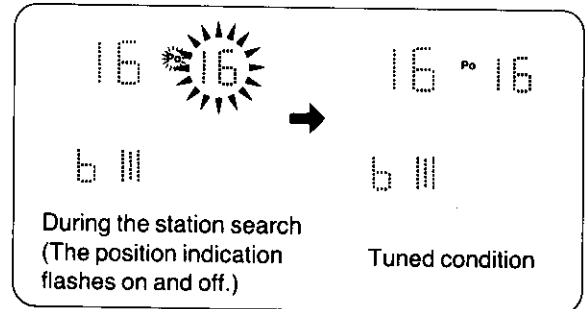 16 Po 16
b III
During the station search
(The position indication
flashes on and off.)
16 Po 16
b III
Tuned condition